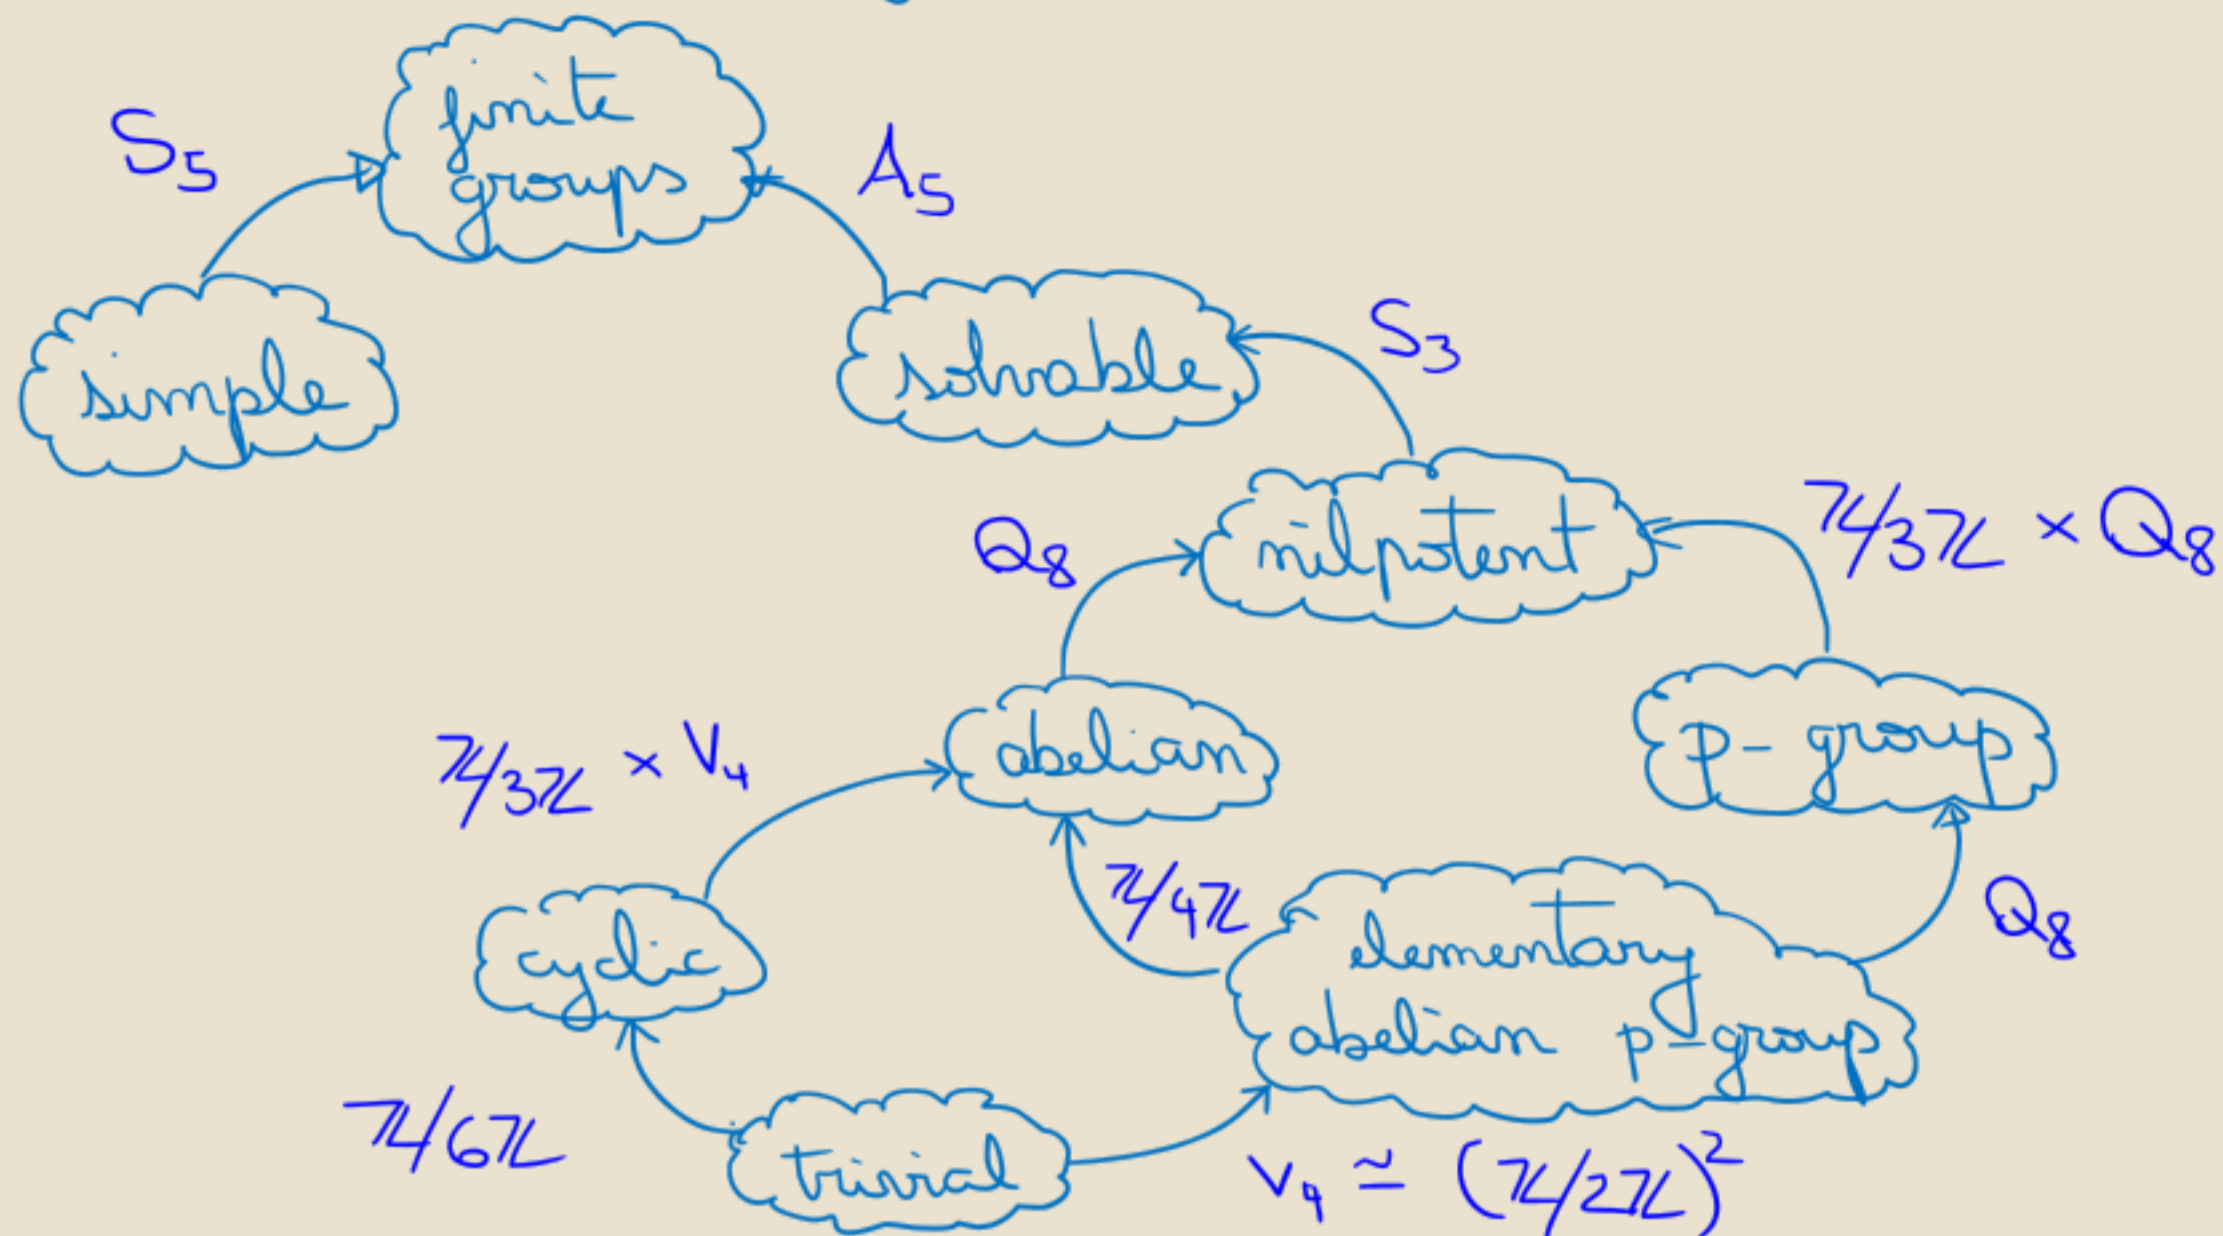 finite
groups
S₅
A₅
simple
solvable
S₃
nilpotent
Q₈
ℤ/3ℤ × Q₈
abelian
p-group
ℤ/3ℤ × V₄
ℤ/4ℤ
cyclic
elementary
abelian p-group
Q₈
ℤ/6ℤ
trivial
V₄ ≃ (ℤ/2ℤ)²